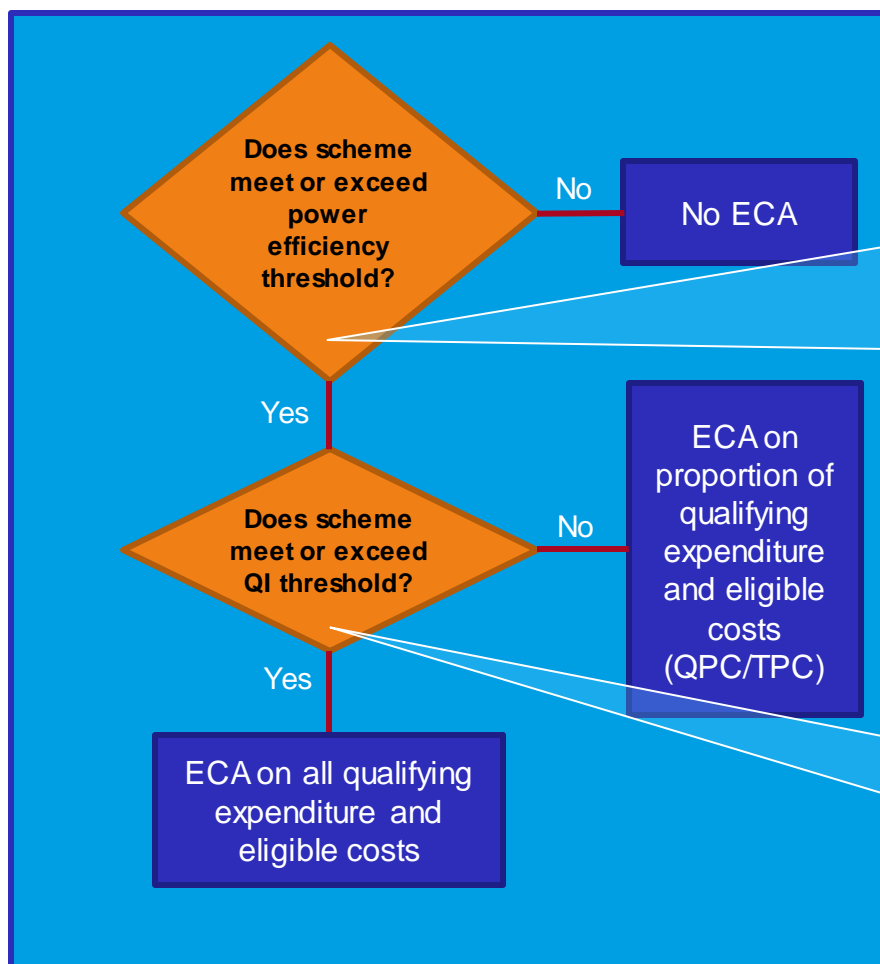 Does scheme
meet or exceed
power
efficiency
threshold?
No
No ECA
Yes
Does scheme
meet or exceed
QI threshold?
No
ECA on
proportion of
qualifying
expenditure
and eligible
costs
(QPC/TPC)
Yes
ECA on all qualifying
expenditure and
eligible costs